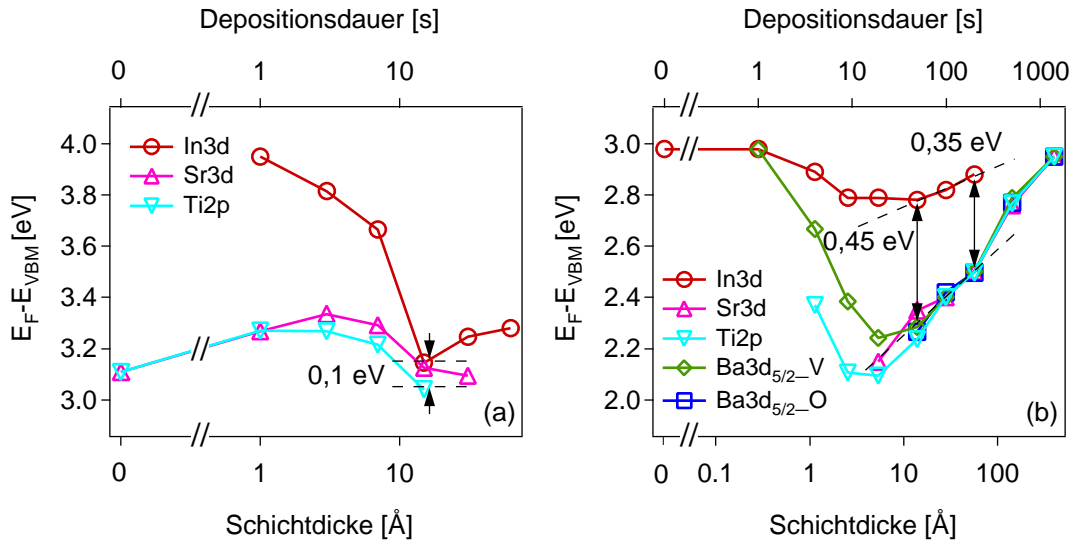 Depositionsdauer [s]
0 1 10
//
4.0
3.8
3.6
3.4
3.2
3.0
E_F-E_VBM [eV]
In3d
Sr3d
Ti2p
0,1 eV
(a)
//
0 1 10
Schichtdicke [Å]
Depositionsdauer [s]
0 1 10 100 1000
//
3.0
2.8
2.6
2.4
2.2
2.0
E_F-E_VBM [eV]
0,35 eV
0,45 eV
In3d
Sr3d
Ti2p
Ba3d5/2_V
Ba3d5/2_O
(b)
//
0 0.1 1 10 100
Schichtdicke [Å]